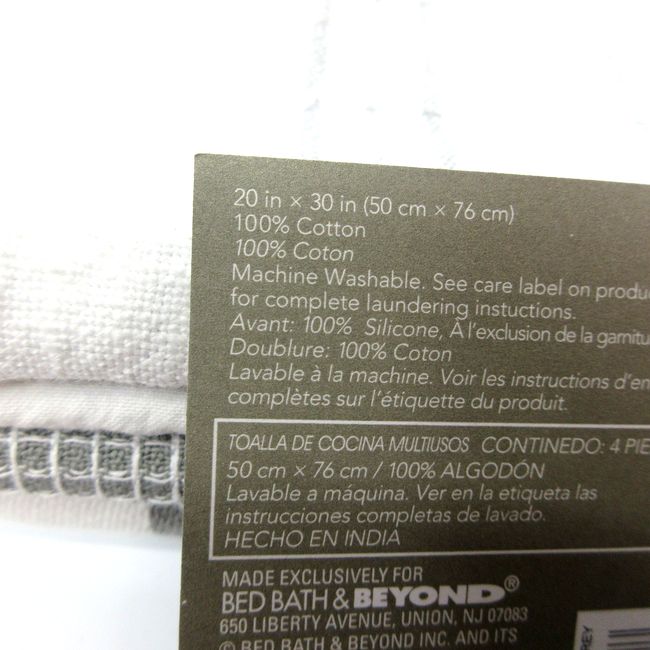 20 in × 30 in (50 cm × 76 cm)
100% Cotton
100% Coton
Machine Washable. See care label on produ
for complete laundering instuctions.
Avant: 100% Silicone, À l'exclusion de la garnitu
Doublure: 100% Coton
Lavable à la machine. Voir les instructions d'en
complètes sur l'étiquette du produit.
TOALLA DE COCINA MULTIUSOS CONTINEDO: 4 PIE
50 cm × 76 cm / 100% ALGODÓN
Lavable a máquina. Ver en la etiqueta las
instrucciones completas de lavado.
HECHO EN INDIA
MADE EXCLUSIVELY FOR
BED BATH & BEYOND®
650 LIBERTY AVENUE, UNION, NJ 07083
© BED BATH & BEYOND INC. AND ITS
REY